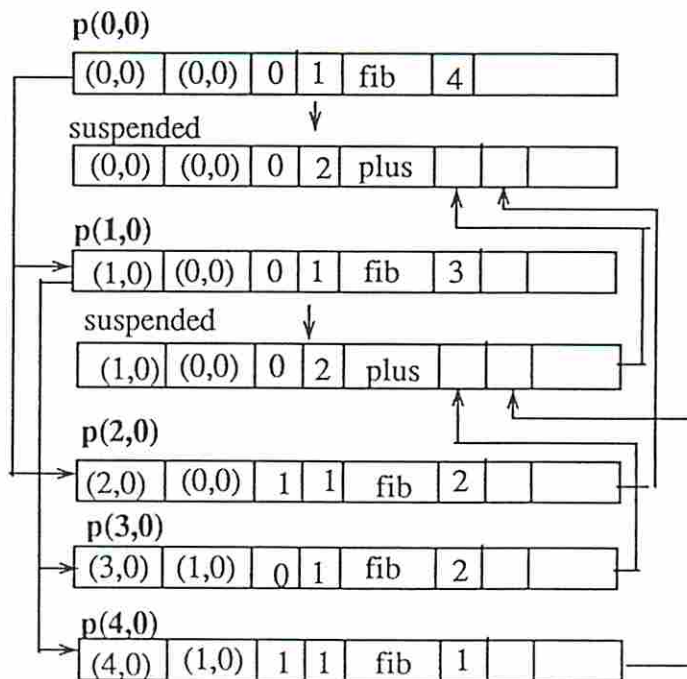 p(0,0)
(0,0) (0,0) 0 1 fib 4
suspended
(0,0) (0,0) 0 2 plus
p(1,0)
(1,0) (0,0) 0 1 fib 3
suspended
(1,0) (0,0) 0 2 plus
p(2,0)
(2,0) (0,0) 1 1 fib 2
p(3,0)
(3,0) (1,0) 0 1 fib 2
p(4,0)
(4,0) (1,0) 1 1 fib 1